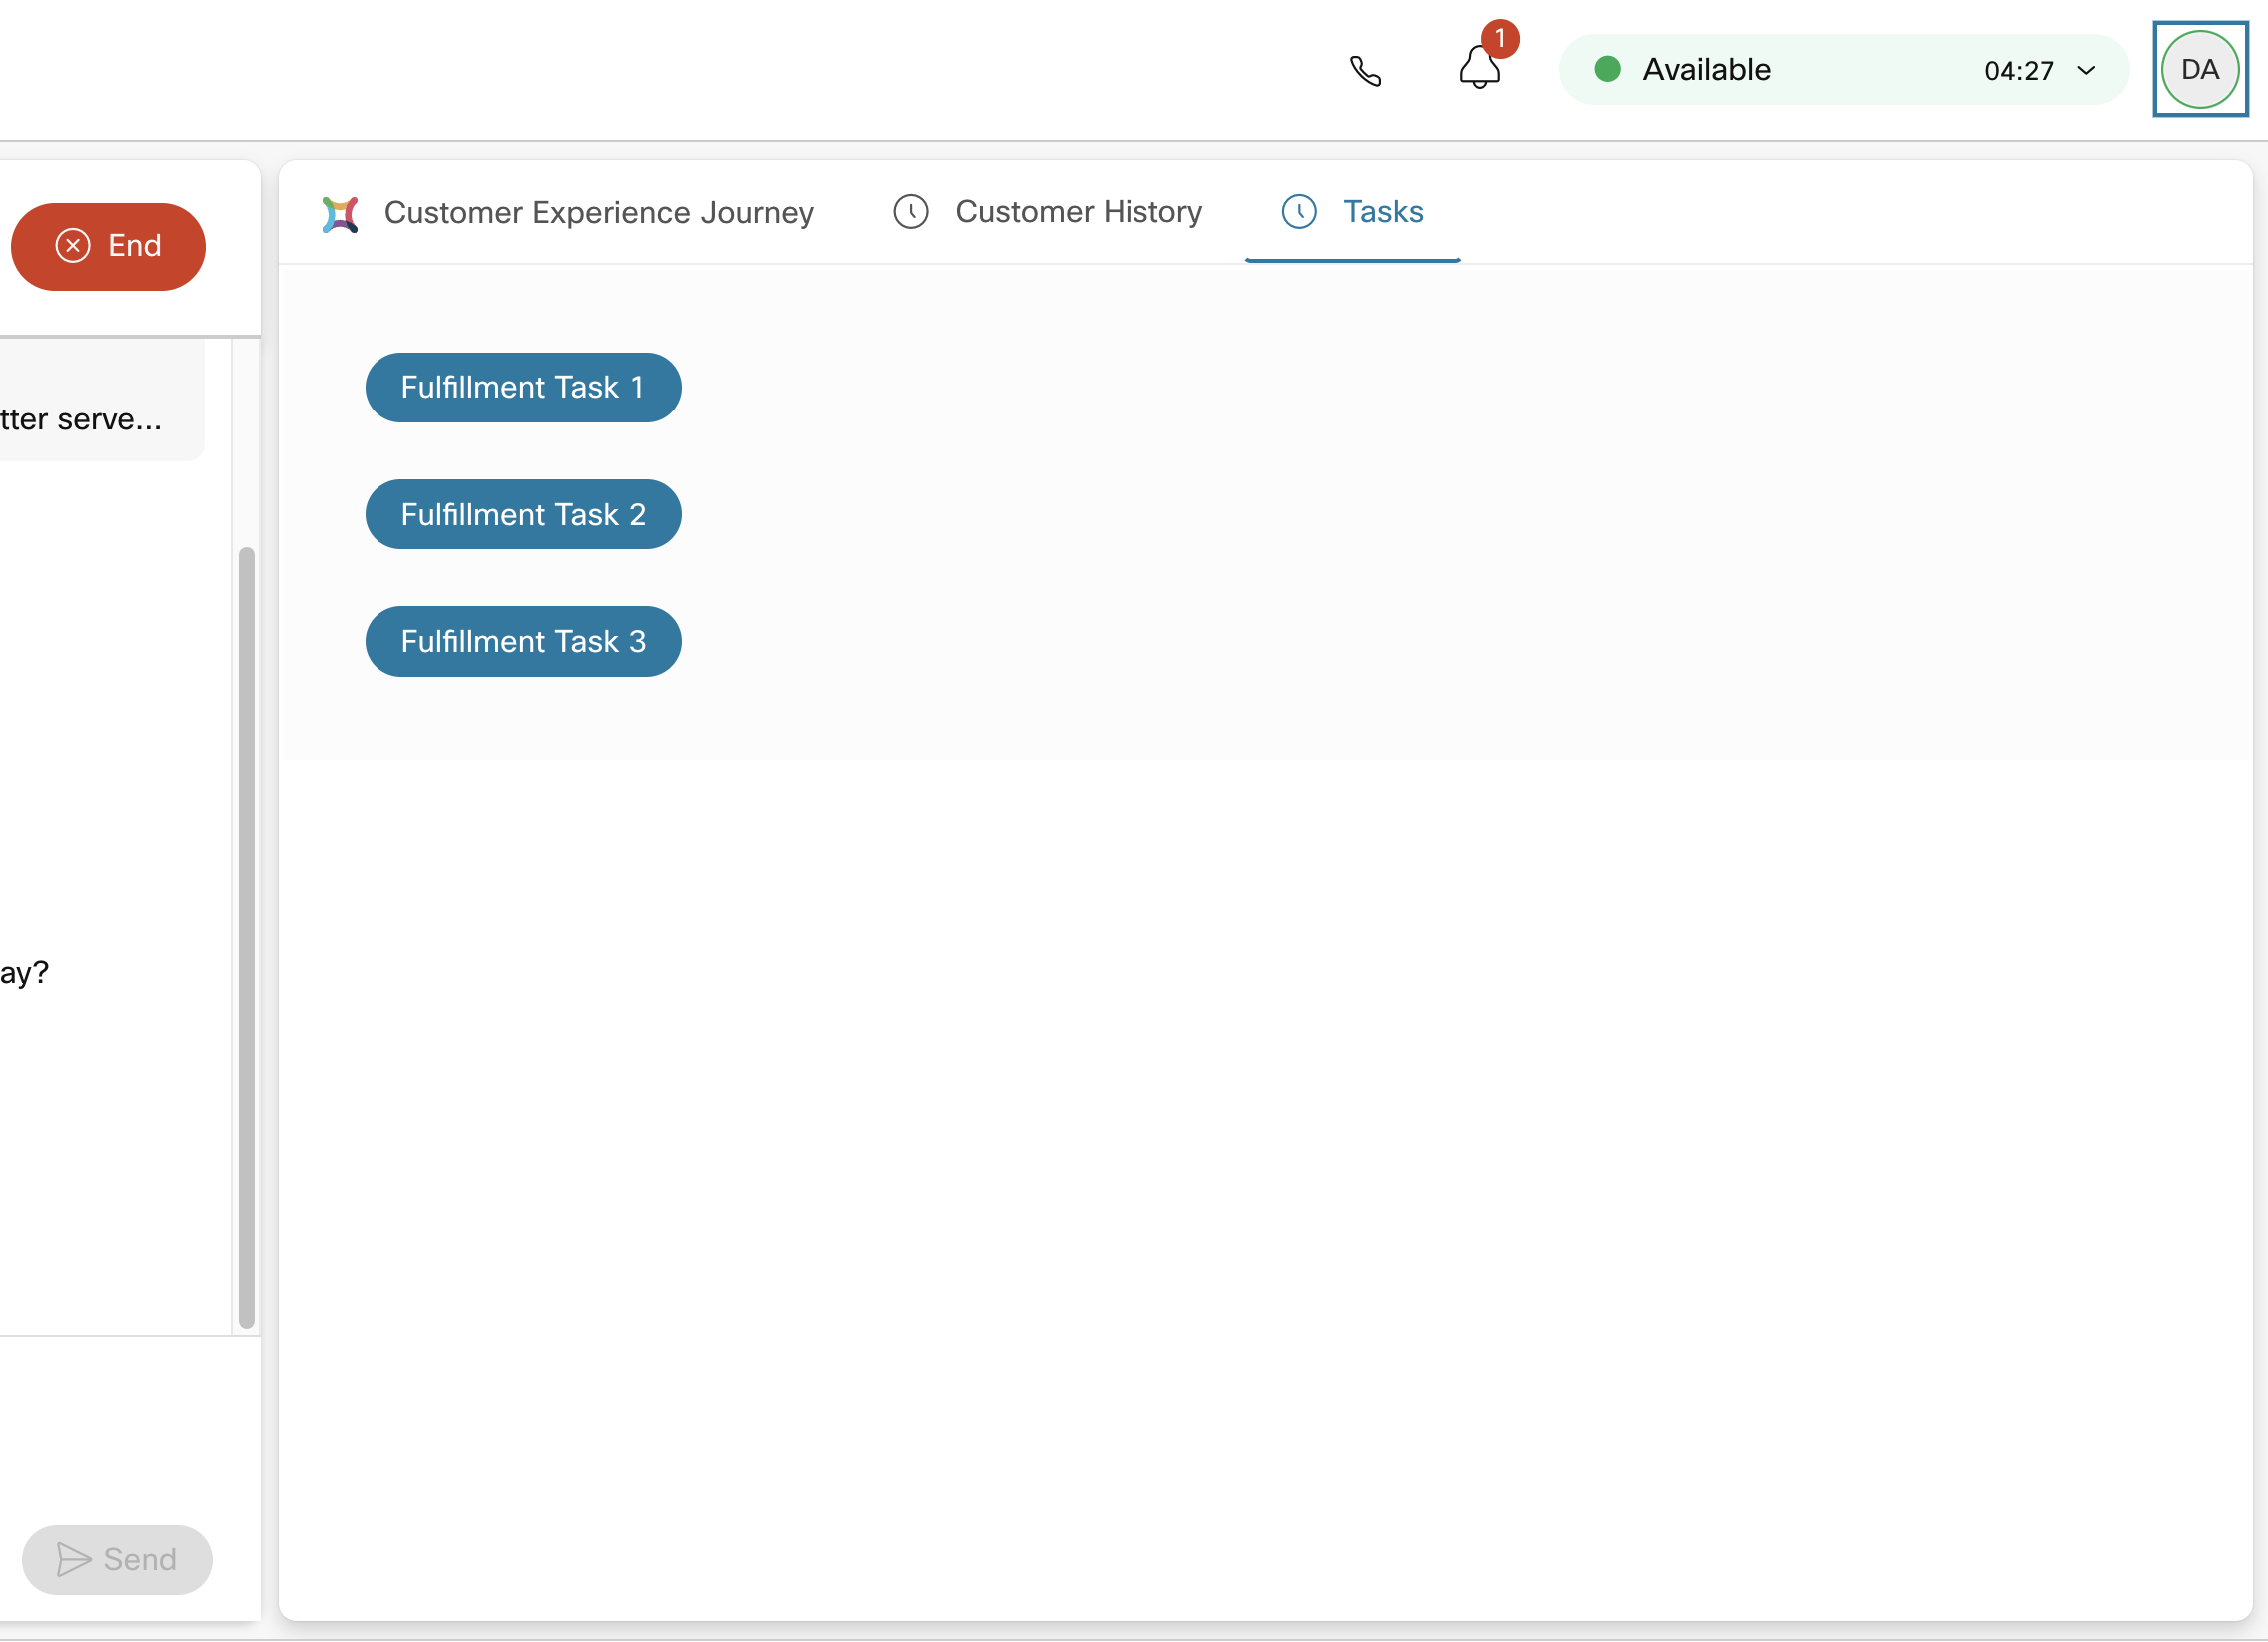 1
Available 04:27
DA
End
Customer Experience Journey Customer History Tasks
tter serve...
Fulfillment Task 1
Fulfillment Task 2
Fulfillment Task 3
ay?
Send